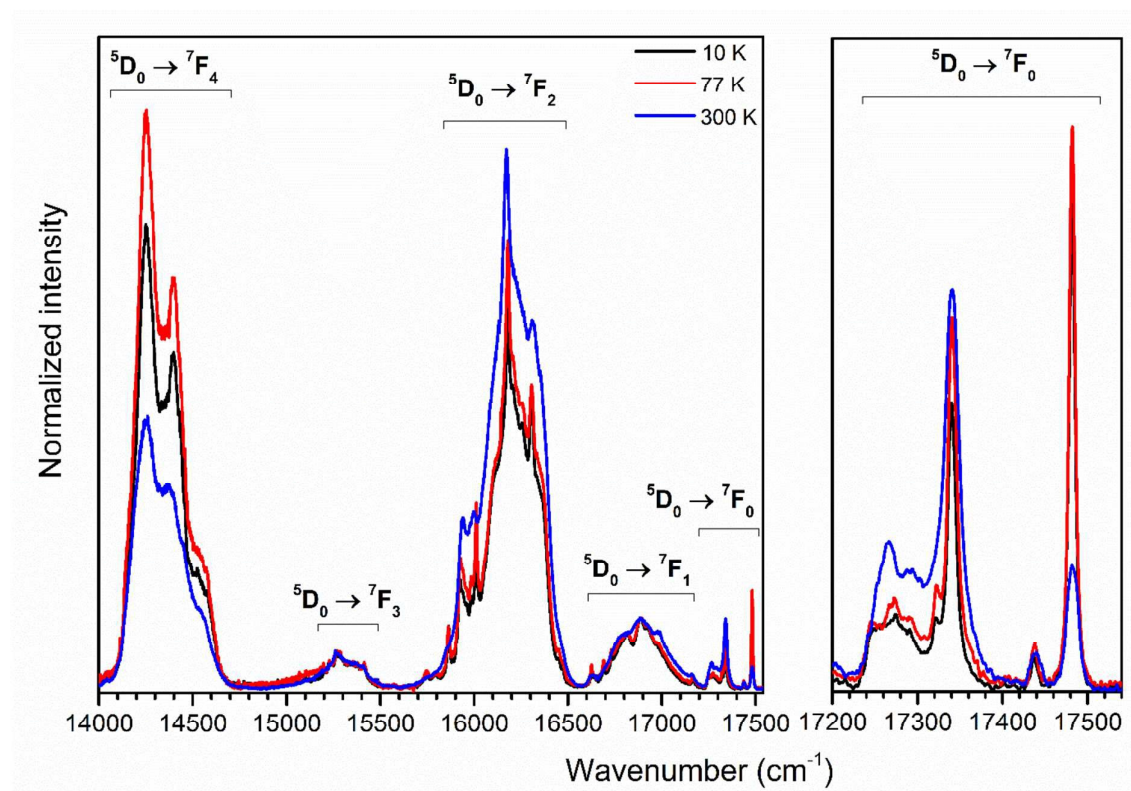 ⁵D₀ → ⁷F₄
⁵D₀ → ⁷F₂
10 K
77 K
300 K
⁵D₀ → ⁷F₀
⁵D₀ → ⁷F₃
⁵D₀ → ⁷F₁
⁵D₀ → ⁷F₀
Normalized intensity
14000 14500 15000 15500 16000 16500 17000 17500
17200 17300 17400 17500
Wavenumber (cm⁻¹)